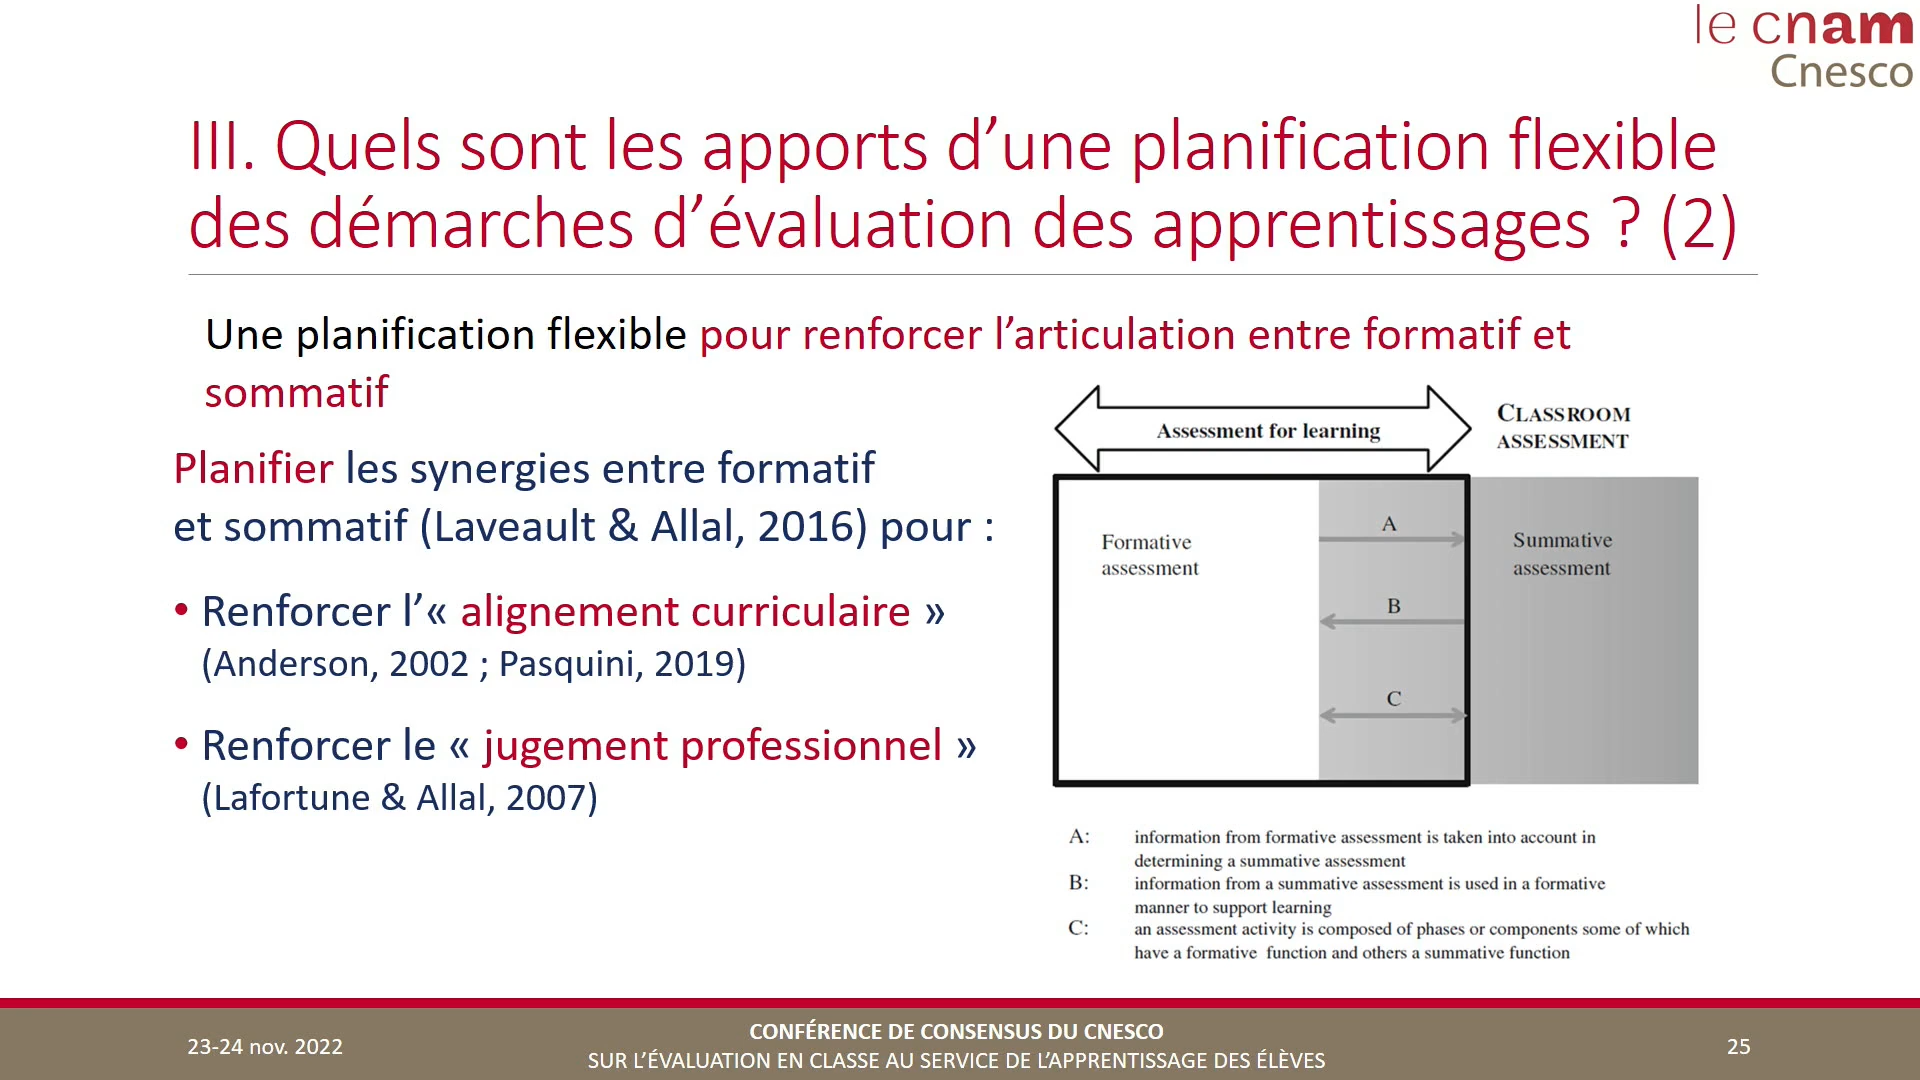 le cnam
Cnesco
III. Quels sont les apports d’une planification flexible
des démarches d’évaluation des apprentissages ? (2)
Une planification flexible pour renforcer l’articulation entre formatif et
sommatif
Planifier les synergies entre formatif
et sommatif (Laveault & Allal, 2016) pour :
• Renforcer l’« alignement curriculaire »
(Anderson, 2002 ; Pasquini, 2019)
• Renforcer le « jugement professionnel »
(Lafortune & Allal, 2007)
Assessment for learning
CLASSROOM
ASSESSMENT
Formative
assessment
A
B
C
Summative
assessment
A: information from formative assessment is taken into account in
determining a summative assessment
B: information from a summative assessment is used in a formative
manner to support learning
C: an assessment activity is composed of phases or components some of which
have a formative function and others a summative function
23-24 nov. 2022
CONFÉRENCE DE CONSENSUS DU CNESCO
SUR L’ÉVALUATION EN CLASSE AU SERVICE DE L’APPRENTISSAGE DES ÉLÈVES
25